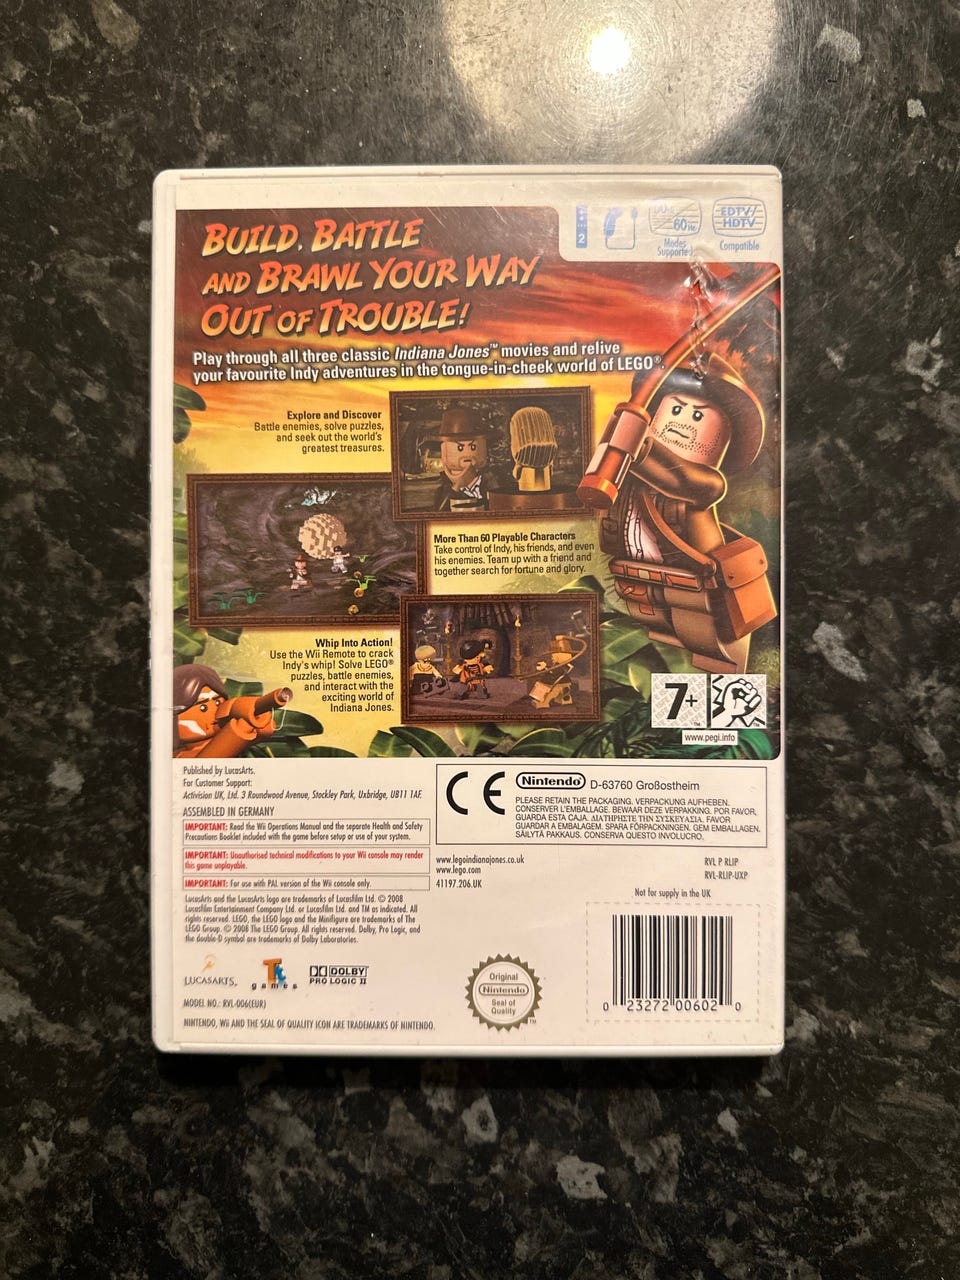 BUILD, BATTLE
AND BRAWL YOUR WAY
OUT OF TROUBLE!
2
60Hz
Modes
Supported
EDTV/
HDTV
Compatible
Play through all three classic Indiana Jones™ movies and relive
your favourite Indy adventures in the tongue-in-cheek world of LEGO®.
Explore and Discover
Battle enemies, solve puzzles,
and seek out the world's
greatest treasures.
More Than 60 Playable Characters
Take control of Indy, his friends, and even
his enemies. Team up with a friend and
together search for fortune and glory.
Whip Into Action!
Use the Wii Remote to crack
Indy's whip! Solve LEGO®
puzzles, battle enemies,
and interact with the
exciting world of
Indiana Jones.
7+
www.pegi.info
Published by LucasArts.
For Customer Support:
Activision UK, Ltd. 3 Roundwood Avenue, Stockley Park, Uxbridge, UB11 1AF.
ASSEMBLED IN GERMANY
IMPORTANT: Read the Wii Operations Manual and the separate Health and Safety
Precautions Booklet included with the game before setup or use of your system.
IMPORTANT: Unauthorised technical modifications to your Wii console may render
this game unplayable.
IMPORTANT: For use with PAL version of the Wii console only.
LucasArts and the LucasArts logo are trademarks of Lucasfilm Ltd. © 2008
Lucasfilm Entertainment Company Ltd. or Lucasfilm Ltd. and TM as indicated. All
rights reserved. LEGO, the LEGO logo and the Minifigure are trademarks of The
LEGO Group. © 2008 The LEGO Group. All rights reserved. Dolby, Pro Logic, and
the double-D symbol are trademarks of Dolby Laboratories.
LUCASARTS.
Tt
games
DOLBY
PRO LOGIC II
MODEL NO.: RVL-006(EUR)
NINTENDO, Wii AND THE SEAL OF QUALITY ICON ARE TRADEMARKS OF NINTENDO.
CE
Nintendo D-63760 Großostheim
PLEASE RETAIN THE PACKAGING. VERPACKUNG AUFHEBEN.
CONSERVER L'EMBALLAGE. BEWAAR DEZE VERPAKKING. POR FAVOR,
GUARDA ESTA CAJA. ΔΙΑΤΗΡΗΣΤΕ ΤΗΝ ΣΥΣΚΕΥΑΣΙΑ. FAVOR
GUARDAR A EMBALAGEM. SPARA FÖRPACKNINGEN. GEM EMBALLAGEN.
SÄILYTÄ PAKKAUS. CONSERVA QUESTO INVOLUCRO.
www.legoindianajones.co.uk
www.lego.com
41197.206.UK
RVL P RLIP
RVL-RLIP-UXP
Not for supply in the UK
Original
Nintendo
Seal of
Quality
TM
0 23272 00602 0